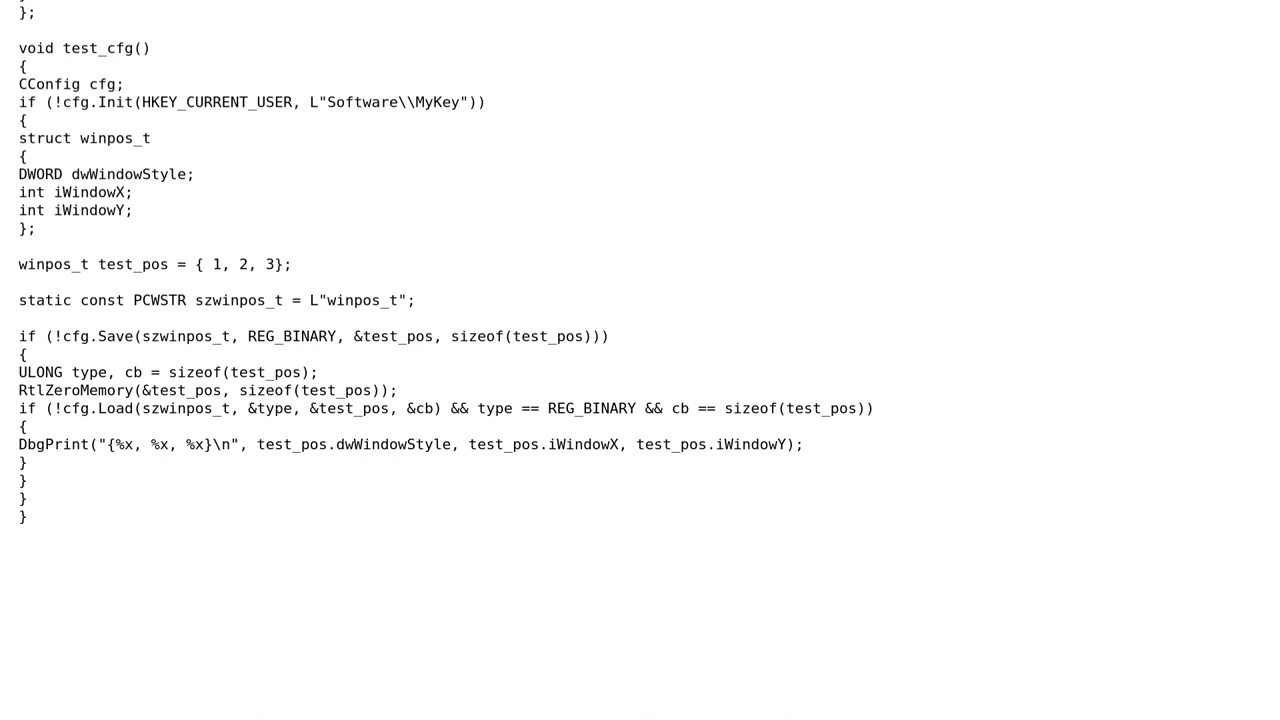 };
void test_cfg()
{
CConfig cfg;
if (!cfg.Init(HKEY_CURRENT_USER, L"Software\\MyKey"))
{
struct winpos_t
{
DWORD dwWindowStyle;
int iWindowX;
int iWindowY;
};
winpos_t test_pos = { 1, 2, 3};
static const PCWSTR szwinpos_t = L"winpos_t";
if (!cfg.Save(szwinpos_t, REG_BINARY, &test_pos, sizeof(test_pos)))
{
ULONG type, cb = sizeof(test_pos);
RtlZeroMemory(&test_pos, sizeof(test_pos));
if (!cfg.Load(szwinpos_t, &type, &test_pos, &cb) && type == REG_BINARY && cb == sizeof(test_pos))
{
DbgPrint("{%x, %x, %x}\n", test_pos.dwWindowStyle, test_pos.iWindowX, test_pos.iWindowY);
}
}
}
}